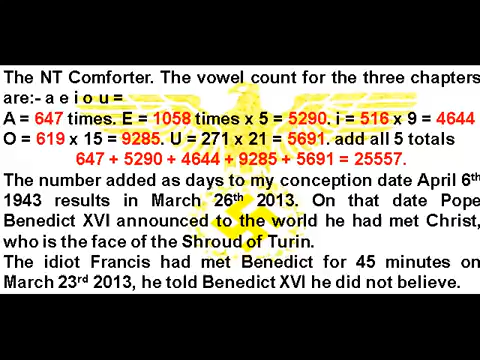 The NT Comforter. The vowel count for the three chapters
are:- a e i o u =
A = 647 times. E = 1058 times x 5 = 5290. i = 516 x 9 = 4644
O = 619 x 15 = 9285. U = 271 x 21 = 5691. add all 5 totals
647 + 5290 + 4644 + 9285 + 5691 = 25557.
The number added as days to my conception date April 6th
1943 results in March 26th 2013. On that date Pope
Benedict XVI announced to the world he had met Christ,
who is the face of the Shroud of Turin.
The idiot Francis had met Benedict for 45 minutes on
March 23rd 2013, he told Benedict XVI he did not believe.